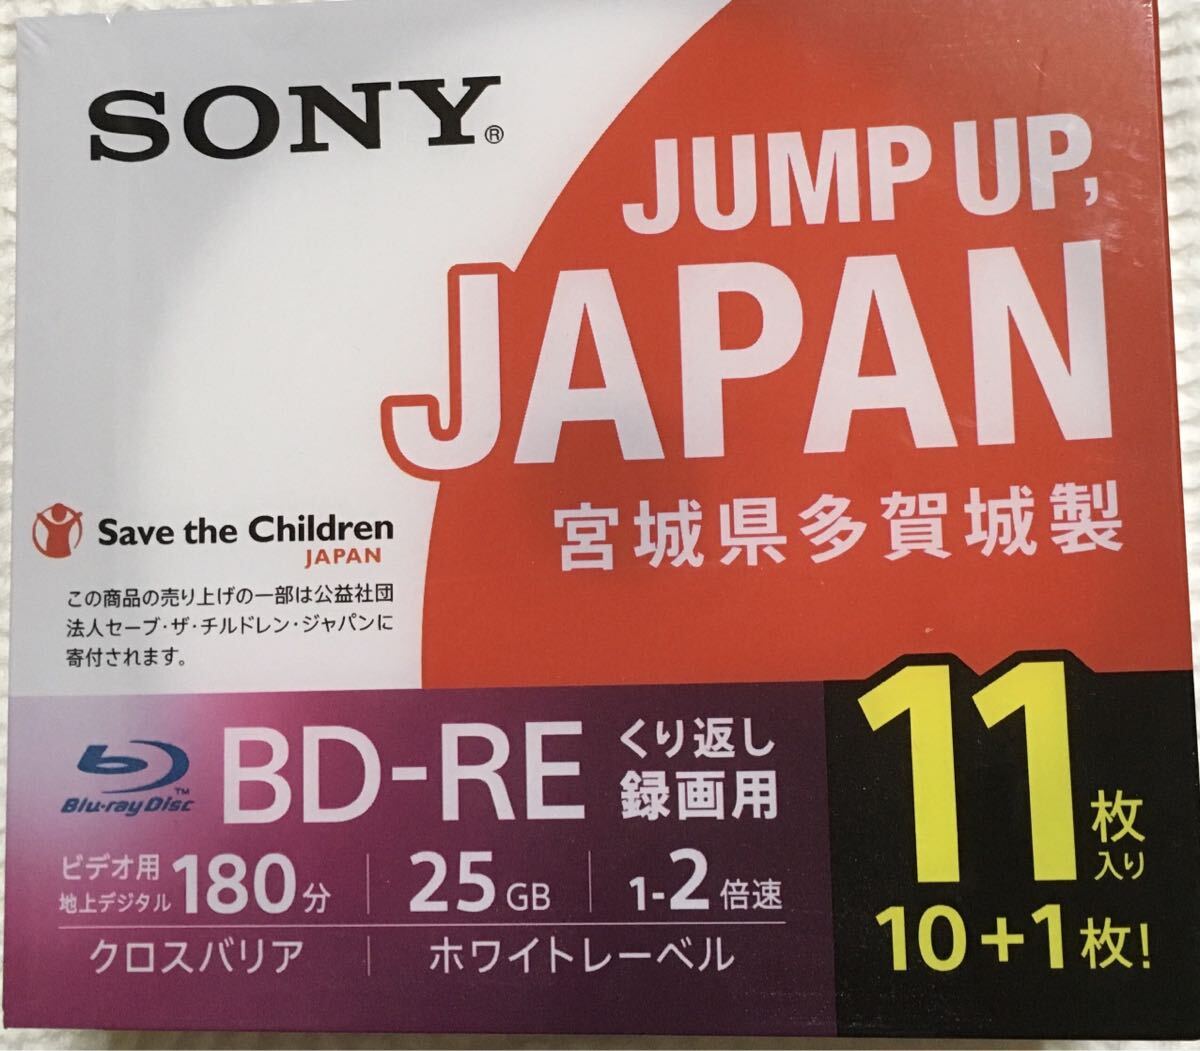 SONY®
JUMP UP,
JAPAN
宮城県多賀城製
Save the Children
JAPAN
この商品の売り上げの一部は公益社団
法人セーブ・ザ・チルドレン・ジャパンに
寄付されます。
Blu-ray Disc™
BD-RE
くり返し
録画用
ビデオ用
地上デジタル
180分
25GB
1-2倍速
クロスバリア
ホワイトレーベル
11枚入り
10+1枚!